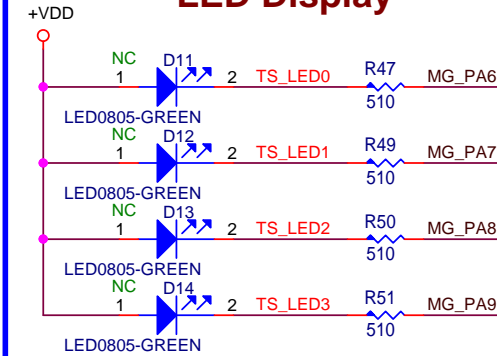 LED Display
+VDD
NC D11
1 2 TS_LED0 R47 MG_PA6
LED0805-GREEN 510
NC D12
1 2 TS_LED1 R49 MG_PA7
LED0805-GREEN 510
NC D13
1 2 TS_LED2 R50 MG_PA8
LED0805-GREEN 510
NC D14
1 2 TS_LED3 R51 MG_PA9
LED0805-GREEN 510